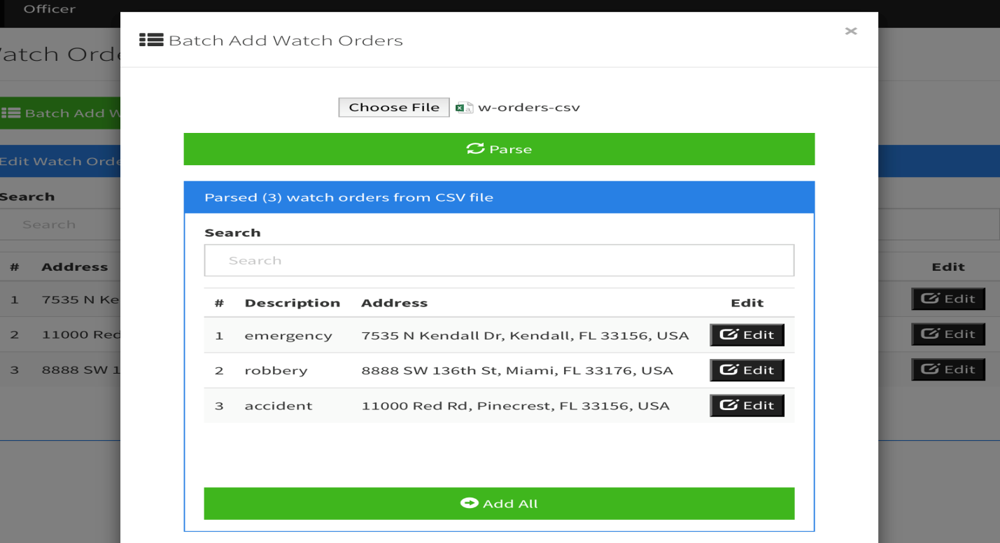 Officer
Batch Add Watch Orders
×
atch Orde
Choose File w-orders-csv
Batch Add W
Parse
Edit Watch Orde
Parsed (3) watch orders from CSV file
Search
Search
Search
Search
# Address
Edit
# Description Address Edit
1 7535 N Ke
Edit
1 emergency 7535 N Kendall Dr, Kendall, FL 33156, USA Edit
2 11000 Red
Edit
2 robbery 8888 SW 136th St, Miami, FL 33176, USA Edit
3 8888 SW 1
Edit
3 accident 11000 Red Rd, Pinecrest, FL 33156, USA Edit
Add All